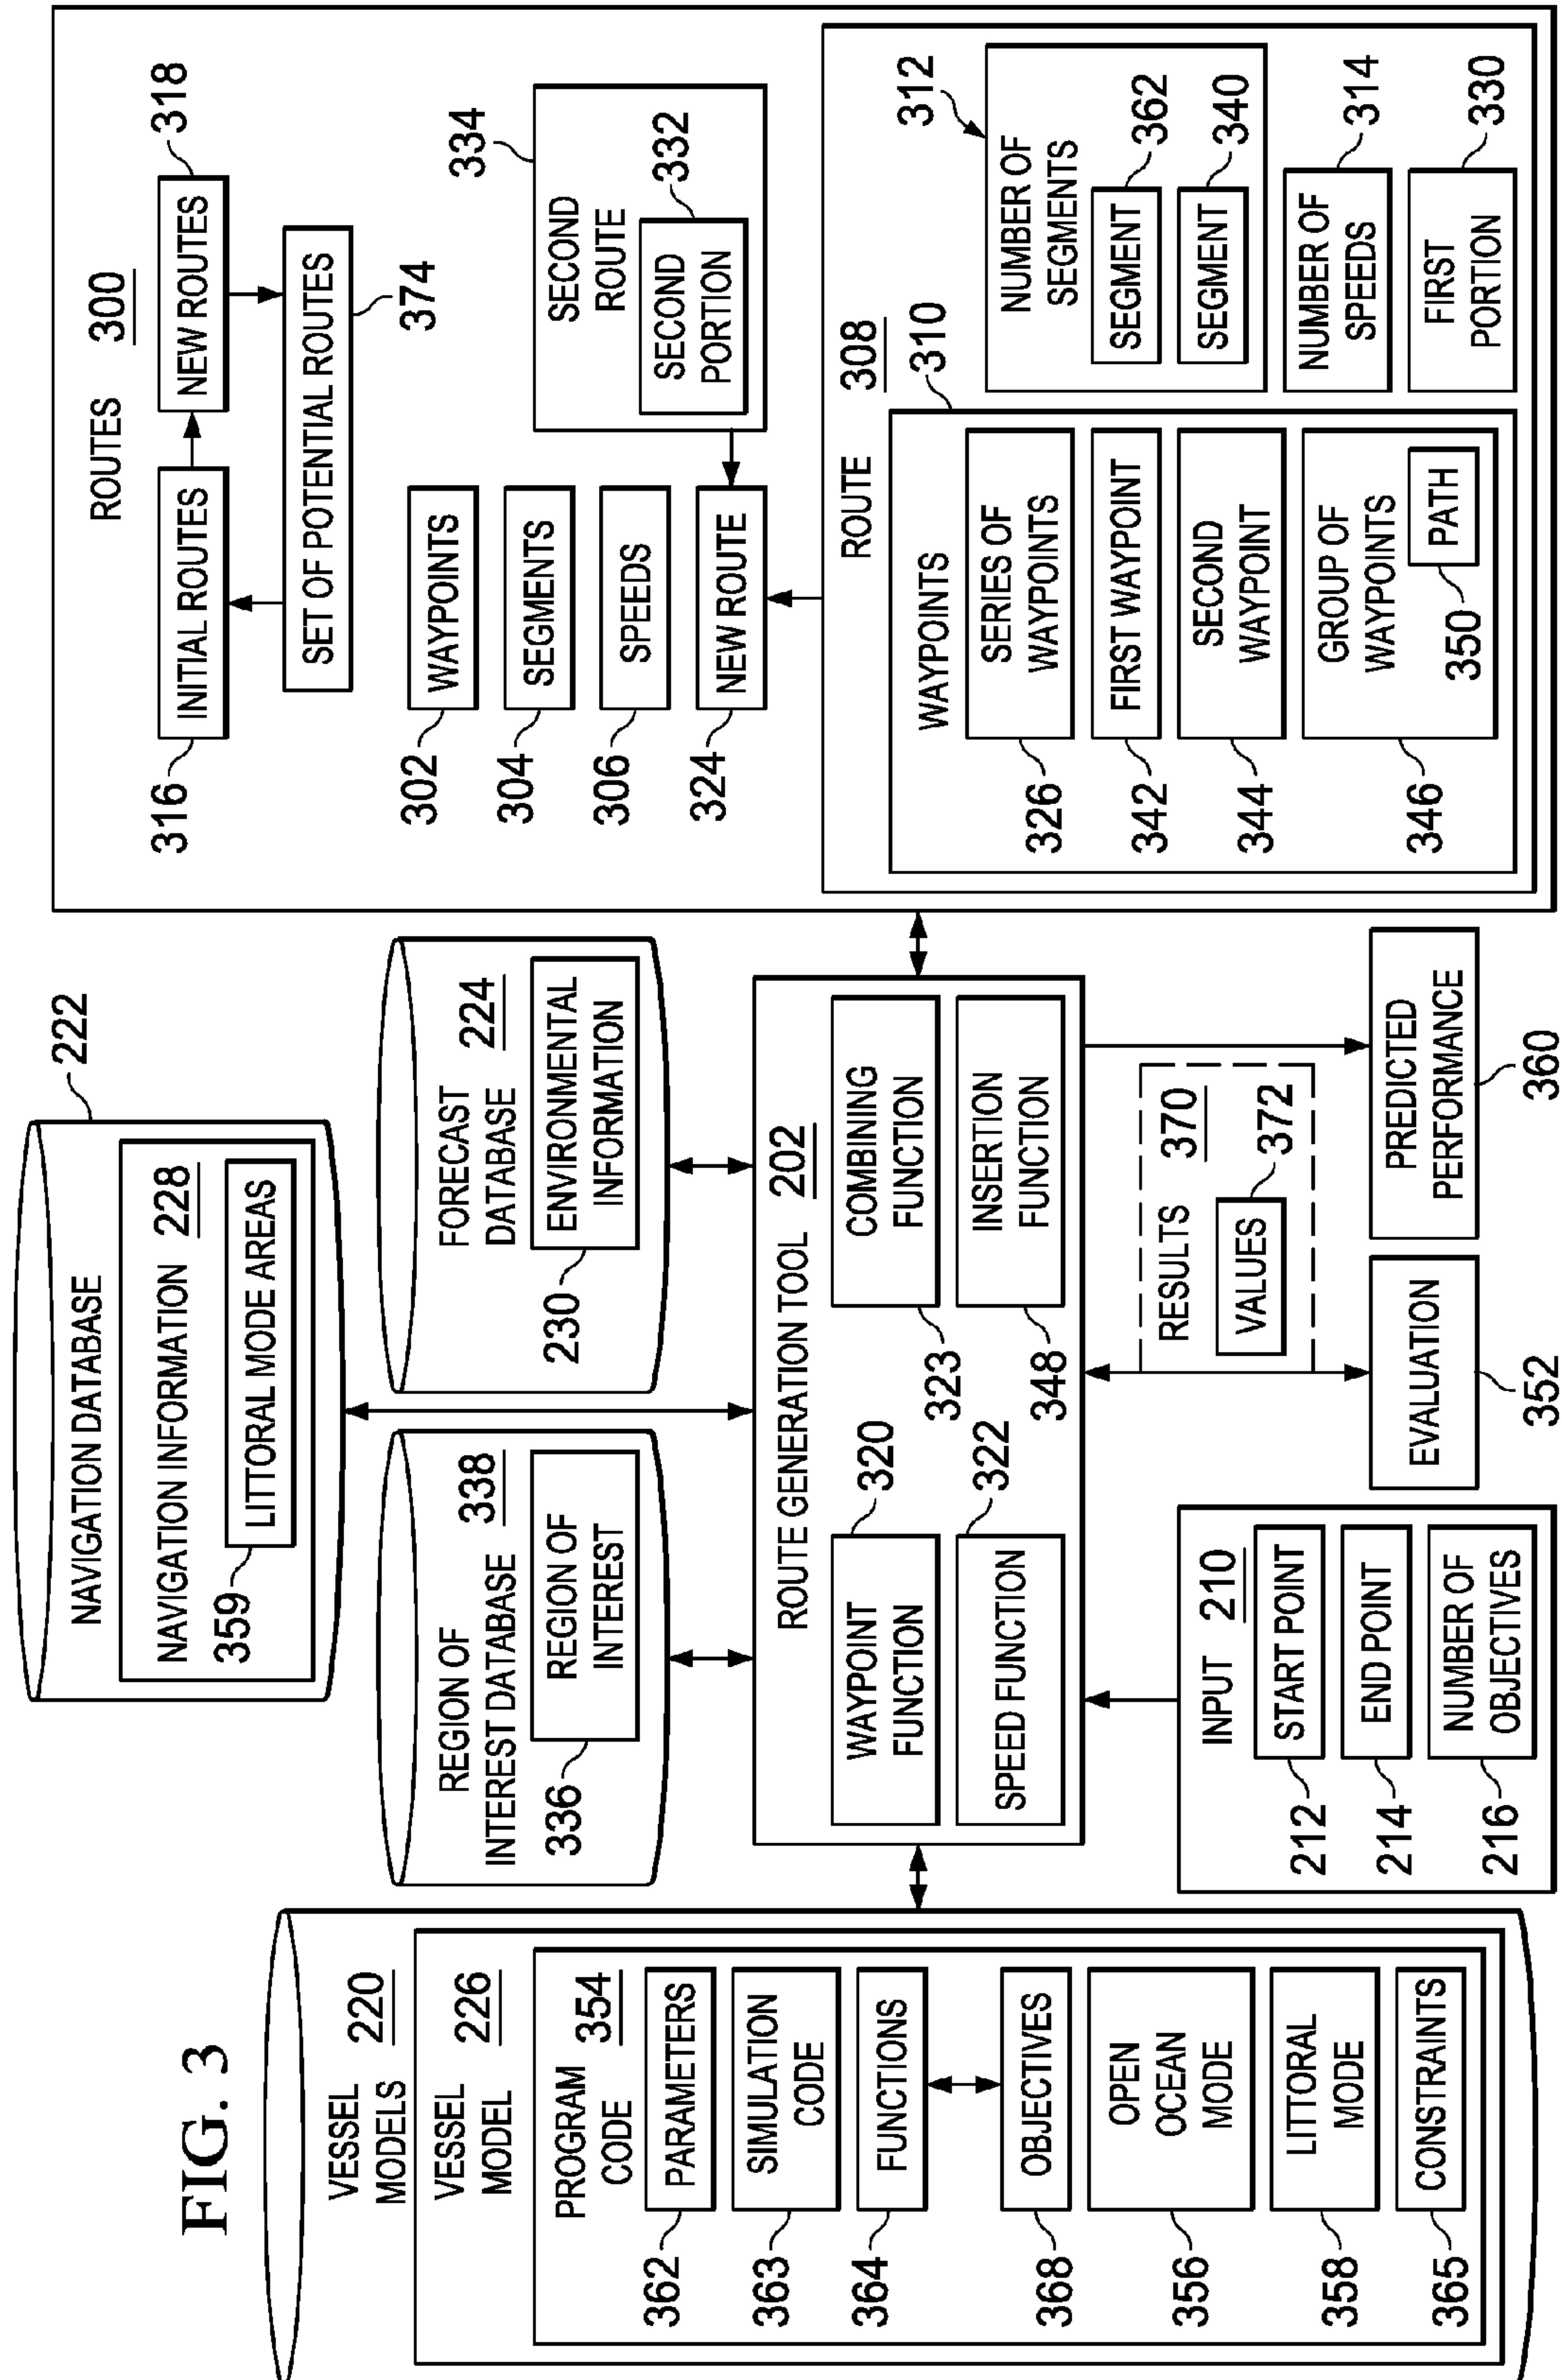 FIG. 3
NAVIGATION DATABASE
222
NAVIGATION INFORMATION 228
LITTORAL MODE AREAS
359
VESSEL
MODELS
220
VESSEL
MODEL
226
PROGRAM
CODE
354
PARAMETERS
362
SIMULATION
CODE
363
FUNCTIONS
364
OBJECTIVES
368
OPEN
OCEAN
MODE
356
LITTORAL
MODE
358
CONSTRAINTS
365
REGION OF
INTEREST DATABASE
338
REGION OF
INTEREST
336
FORECAST
DATABASE
224
ENVIRONMENTAL
INFORMATION
230
ROUTE GENERATION TOOL 202
WAYPOINT
FUNCTION
320
SPEED FUNCTION
322
COMBINING
FUNCTION
323
INSERTION
FUNCTION
348
INPUT 210
START POINT
212
END POINT
214
NUMBER OF
OBJECTIVES
216
RESULTS 370
VALUES
372
EVALUATION
352
PREDICTED
PERFORMANCE
360
ROUTES 300
INITIAL ROUTES
316
NEW ROUTES
318
SET OF POTENTIAL ROUTES
374
WAYPOINTS
302
SEGMENTS
304
SPEEDS
306
NEW ROUTE
324
SECOND
ROUTE
334
SECOND
PORTION
332
ROUTE 308
WAYPOINTS
310
SERIES OF
WAYPOINTS
326
FIRST WAYPOINT
342
SECOND
WAYPOINT
344
GROUP OF
WAYPOINTS
346
PATH
350
NUMBER OF
SEGMENTS
312
SEGMENT
362
SEGMENT
340
NUMBER OF
SPEEDS
314
FIRST
PORTION
330